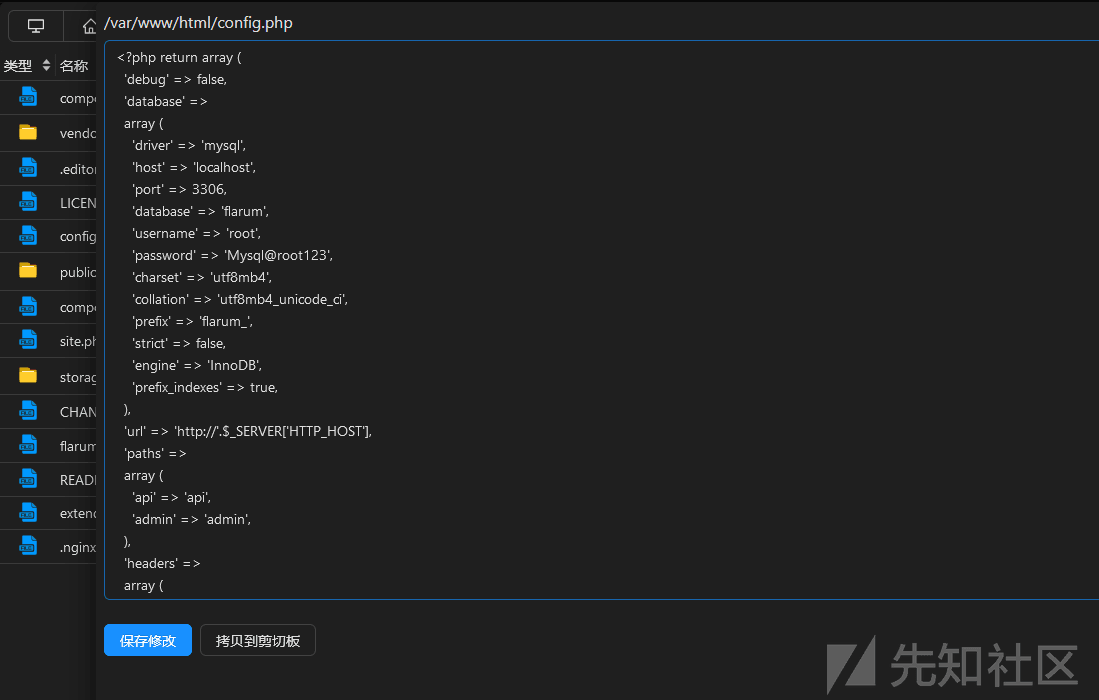 /var/www/html/config.php
类型 名称
compo
vendo
.editor
LICEN
config
public
compo
site.ph
storag
CHAN
flarum
READ
extend
.nginx
<?php return array (
'debug' => false,
'database' =>
array (
'driver' => 'mysql',
'host' => 'localhost',
'port' => 3306,
'database' => 'flarum',
'username' => 'root',
'password' => 'Mysql@root123',
'charset' => 'utf8mb4',
'collation' => 'utf8mb4_unicode_ci',
'prefix' => 'flarum_',
'strict' => false,
'engine' => 'InnoDB',
'prefix_indexes' => true,
),
'url' => 'http://'.$_SERVER['HTTP_HOST'],
'paths' =>
array (
'api' => 'api',
'admin' => 'admin',
),
'headers' =>
array (
保存修改 拷贝到剪切板
先知社区